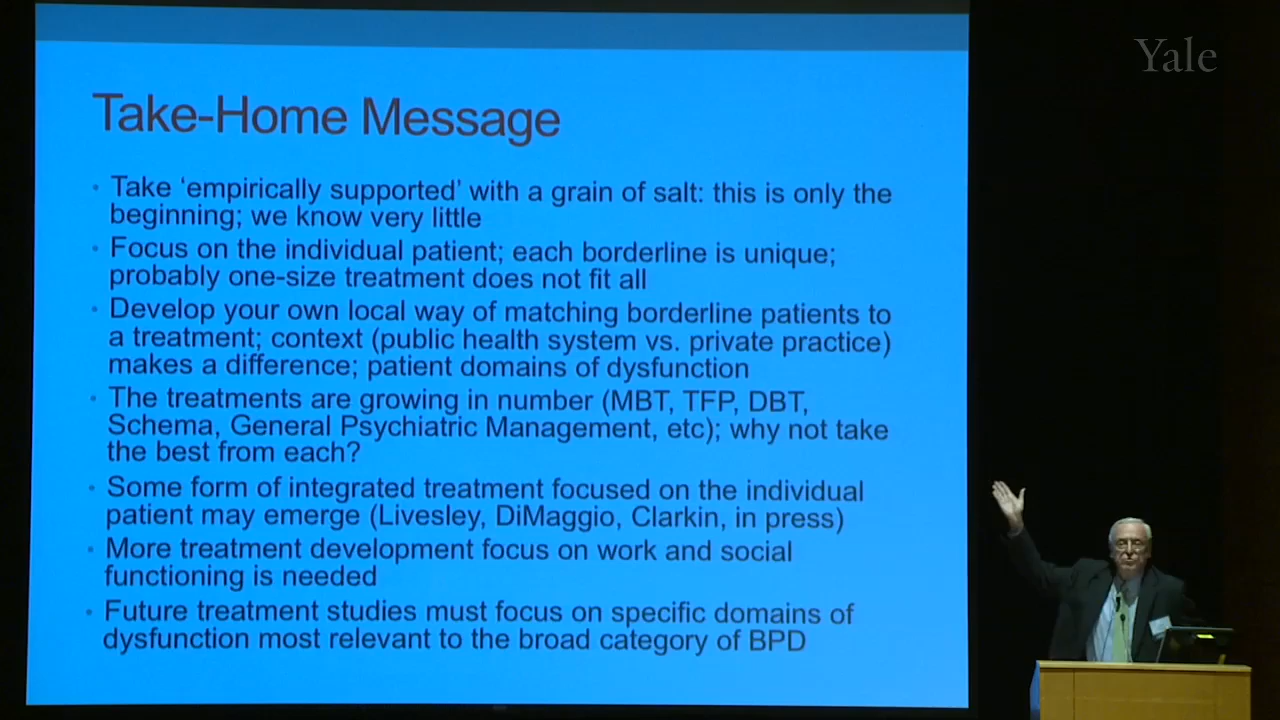 Yale
Take-Home Message
• Take ‘empirically supported’ with a grain of salt: this is only the
beginning; we know very little
• Focus on the individual patient; each borderline is unique;
probably one-size treatment does not fit all
• Develop your own local way of matching borderline patients to
a treatment; context (public health system vs. private practice)
makes a difference; patient domains of dysfunction
• The treatments are growing in number (MBT, TFP, DBT,
Schema, General Psychiatric Management, etc); why not take
the best from each?
• Some form of integrated treatment focused on the individual
patient may emerge (Livesley, DiMaggio, Clarkin, in press)
• More treatment development focus on work and social
functioning is needed
• Future treatment studies must focus on specific domains of
dysfunction most relevant to the broad category of BPD